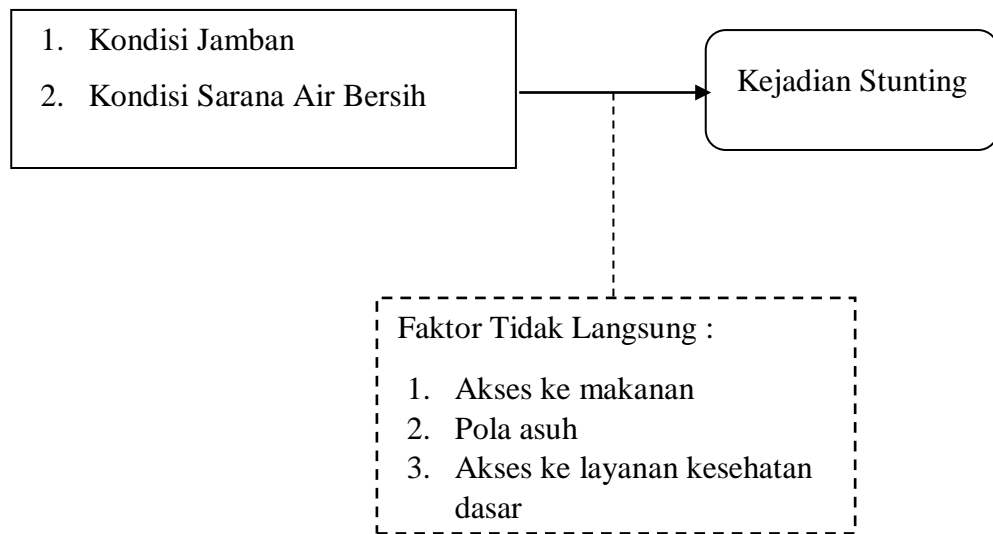 1. Kondisi Jamban
2. Kondisi Sarana Air Bersih
Kejadian Stunting
Faktor Tidak Langsung :
1. Akses ke makanan
2. Pola asuh
3. Akses ke layanan kesehatan
dasar